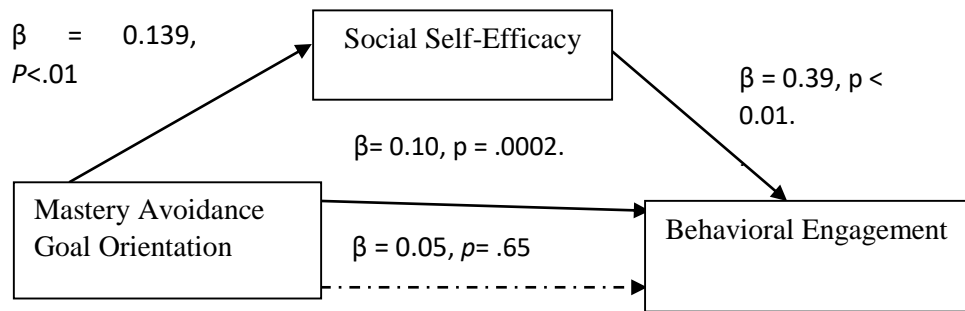 β = 0.139,
P<.01
Social Self-Efficacy
β = 0.39, p <
0.01.
β= 0.10, p = .0002.
Mastery Avoidance
Goal Orientation
β = 0.05, p= .65
Behavioral Engagement